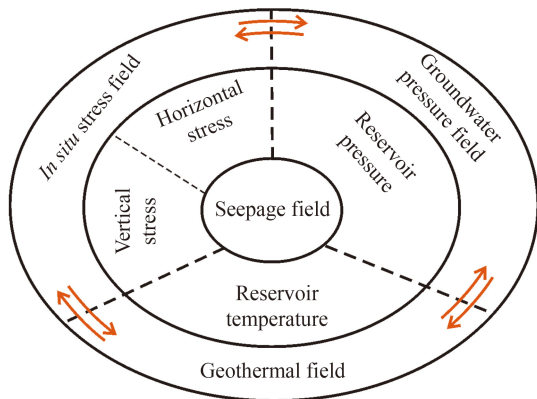 In situ stress field
Groundwater
pressure field
Horizontal
stress
Reservoir
pressure
Vertical
stress
Seepage field
Reservoir
temperature
Geothermal field